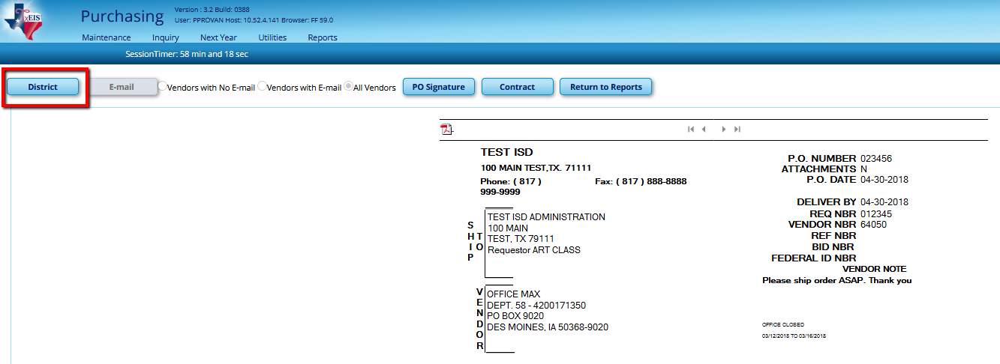 TxEIS
Purchasing
Version : 3.2 Build: 0388
User: PPROVAN Host: 10.52.4.141 Browser: FF 59.0
Maintenance Inquiry Next Year Utilities Reports
SessionTimer: 58 min and 18 sec
District E-mail Vendors with No E-mail Vendors with E-mail All Vendors PO Signature Contract Return to Reports
TEST ISD
100 MAIN TEST,TX. 71111
Phone: ( 817 ) Fax: ( 817 ) 888-8888
999-9999
P.O. NUMBER 023456
ATTACHMENTS N
P.O. DATE 04-30-2018
DELIVER BY 04-30-2018
REQ NBR 012345
VENDOR NBR 64050
REF NBR
BID NBR
FEDERAL ID NBR
VENDOR NOTE
Please ship order ASAP. Thank you
SHIP TO
TEST ISD ADMINISTRATION
100 MAIN
TEST, TX 79111
Requestor ART CLASS
VENDOR
OFFICE MAX
DEPT. 58 - 4200171350
PO BOX 9020
DES MOINES, IA 50368-9020
OFFICE CLOSED
03/12/2018 TO 03/16/2018